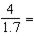 4/1.7 =